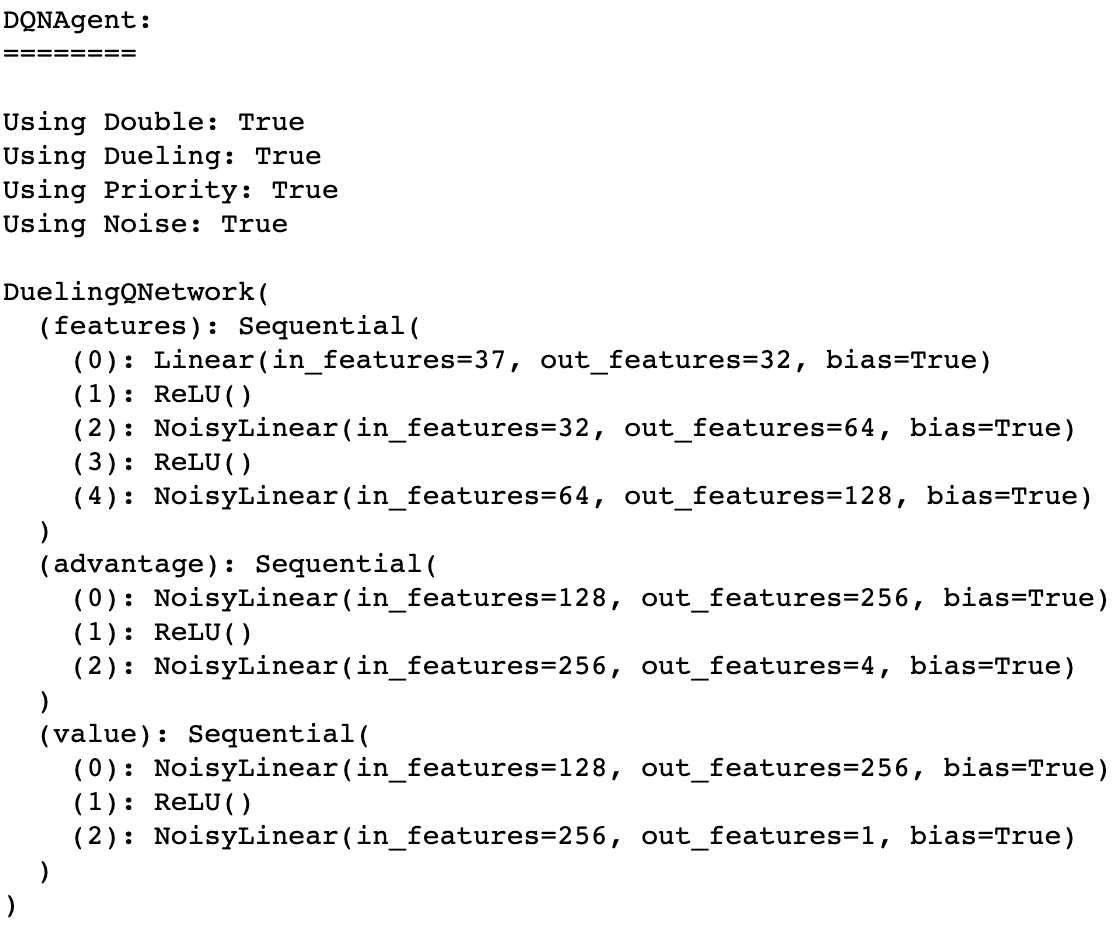 DQNAgent:
========

Using Double: True
Using Dueling: True
Using Priority: True
Using Noise: True

DuelingQNetwork(
  (features): Sequential(
    (0): Linear(in_features=37, out_features=32, bias=True)
    (1): ReLU()
    (2): NoisyLinear(in_features=32, out_features=64, bias=True)
    (3): ReLU()
    (4): NoisyLinear(in_features=64, out_features=128, bias=True)
  )
  (advantage): Sequential(
    (0): NoisyLinear(in_features=128, out_features=256, bias=True)
    (1): ReLU()
    (2): NoisyLinear(in_features=256, out_features=4, bias=True)
  )
  (value): Sequential(
    (0): NoisyLinear(in_features=128, out_features=256, bias=True)
    (1): ReLU()
    (2): NoisyLinear(in_features=256, out_features=1, bias=True)
  )
)